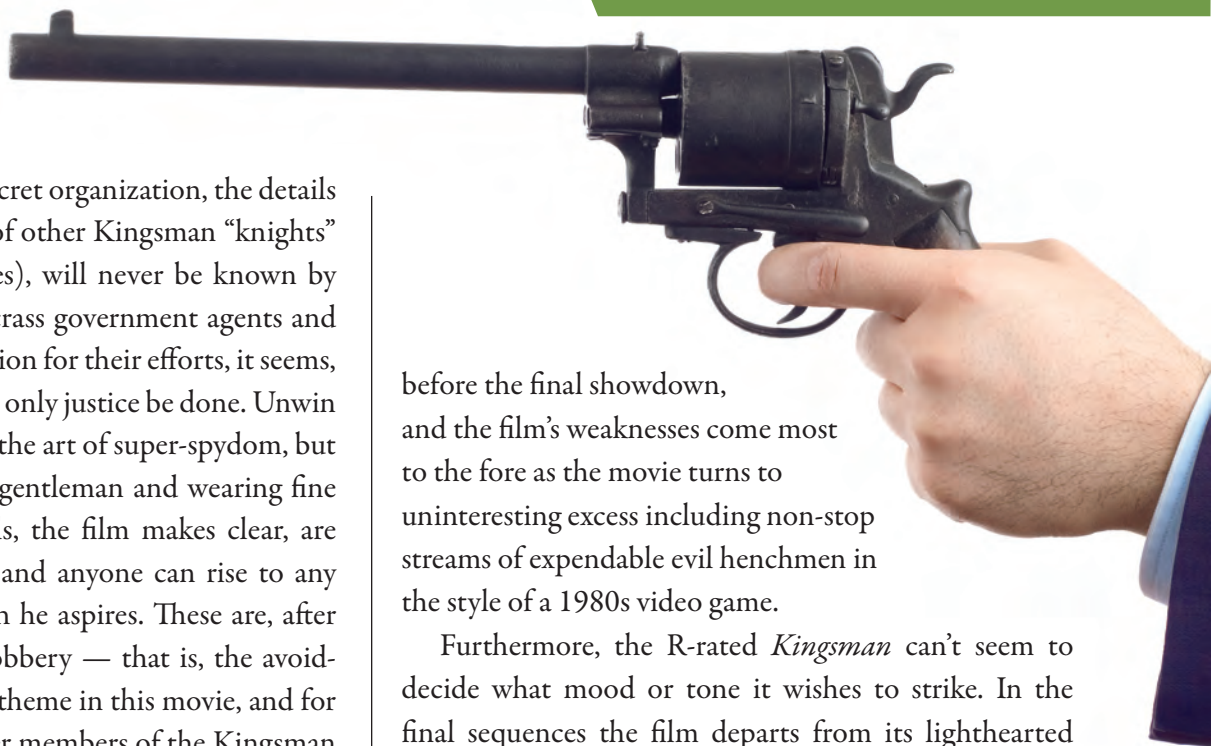 cret organization, the details
of other Kingsman “knights”
es), will never be known by
rass government agents and
ion for their efforts, it seems,
only justice be done. Unwin
the art of super-spydom, but
gentleman and wearing fine
s, the film makes clear, are
and anyone can rise to any
h he aspires. These are, after
obbery — that is, the avoid-
theme in this movie, and for
r members of the Kingsman
before the final showdown,
and the film’s weaknesses come most
to the fore as the movie turns to
uninteresting excess including non-stop
streams of expendable evil henchmen in
the style of a 1980s video game.
Furthermore, the R-rated Kingsman can’t seem to
decide what mood or tone it wishes to strike. In the
final sequences the film departs from its lighthearted